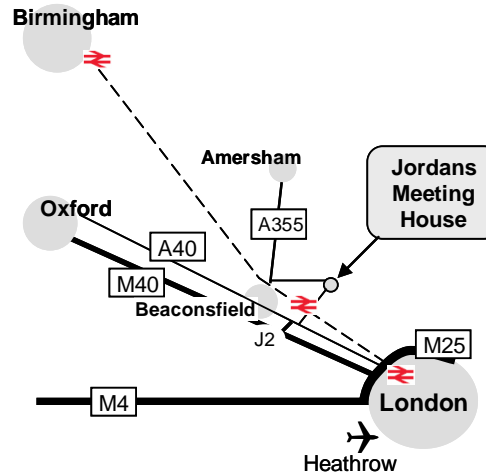 Birmingham
Amersham
Jordans
Meeting
House
Oxford
A355
A40
M40
Beaconsfield
J2
M25
M4
London
Heathrow